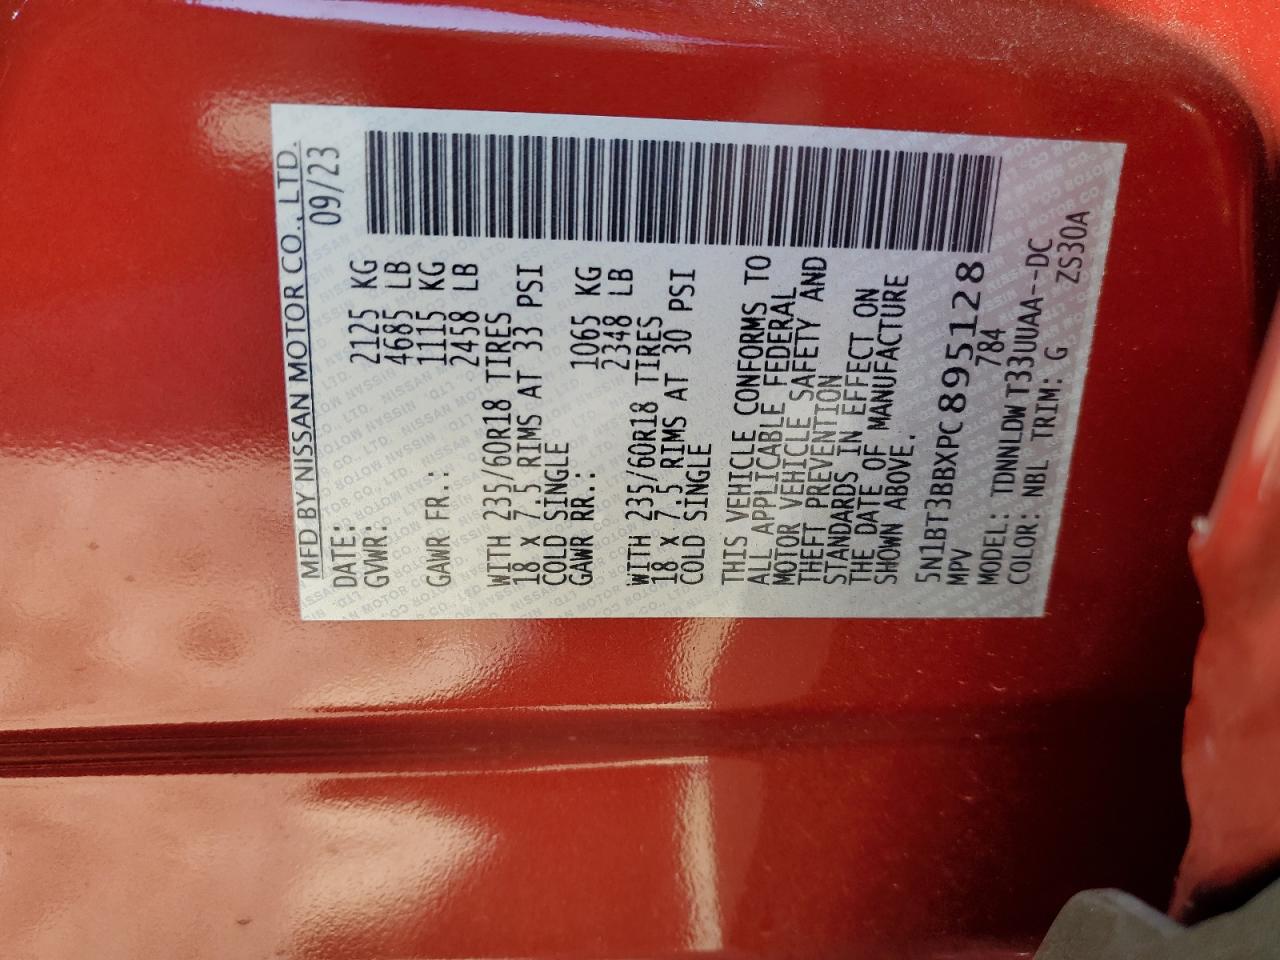 MFD BY NISSAN MOTOR CO., LTD.
DATE: 09/23
GVWR: 2125 KG
4685 LB
GAWR FR.: 1115 KG
2458 LB
WITH 235/60R18 TIRES
18 x 7.5 RIMS AT 33 PSI
COLD SINGLE
GAWR RR.: 1065 KG
2348 LB
WITH 235/60R18 TIRES
18 x 7.5 RIMS AT 30 PSI
COLD SINGLE
THIS VEHICLE CONFORMS TO
ALL APPLICABLE FEDERAL
MOTOR VEHICLE SAFETY AND
THEFT PREVENTION
STANDARDS IN EFFECT ON
THE DATE OF MANUFACTURE
SHOWN ABOVE.
5N1BT3BBXPC895128
MPV 784
MODEL: TDNNLDW T33UUAA--DC
COLOR: NBL TRIM: G ZS30A